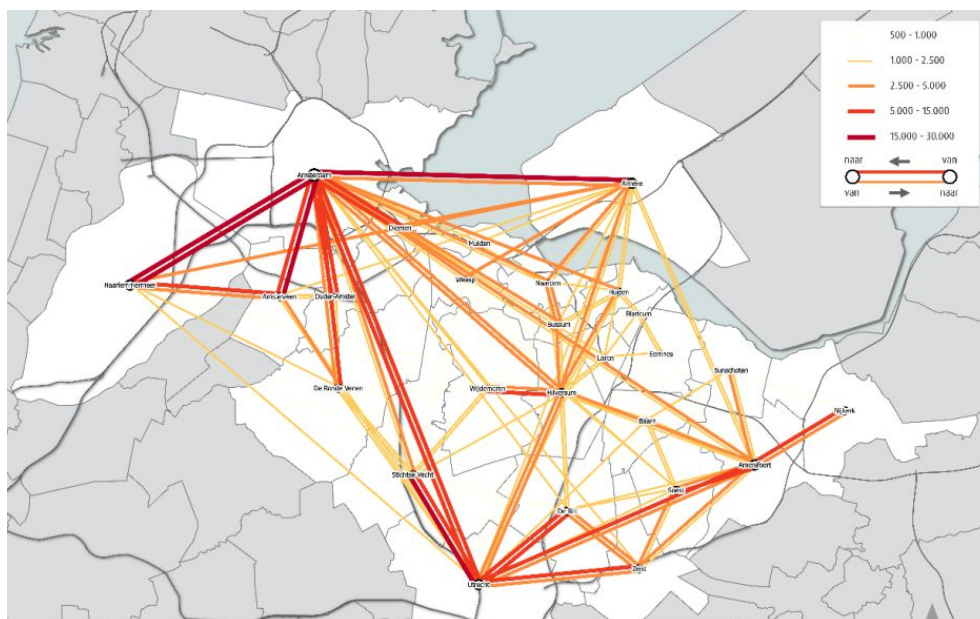 500 - 1.000
1.000 - 2.500
2.500 - 5.000
5.000 - 15.000
15.000 - 30.000
naar van
van naar
Amsterdam
Almere
Diemen
Muiden
Weesp
Naarden
Huizen
Haarlemmermeer
Amstelveen
Ouder-Amstel
Blaricum
Bussum
Laren
Eemnes
Bunschoten
De Ronde Venen
Wijdemeren
Hilversum
Nijkerk
Baarn
Amersfoort
Stichtse Vecht
Soest
De Bilt
Zeist
Utrecht